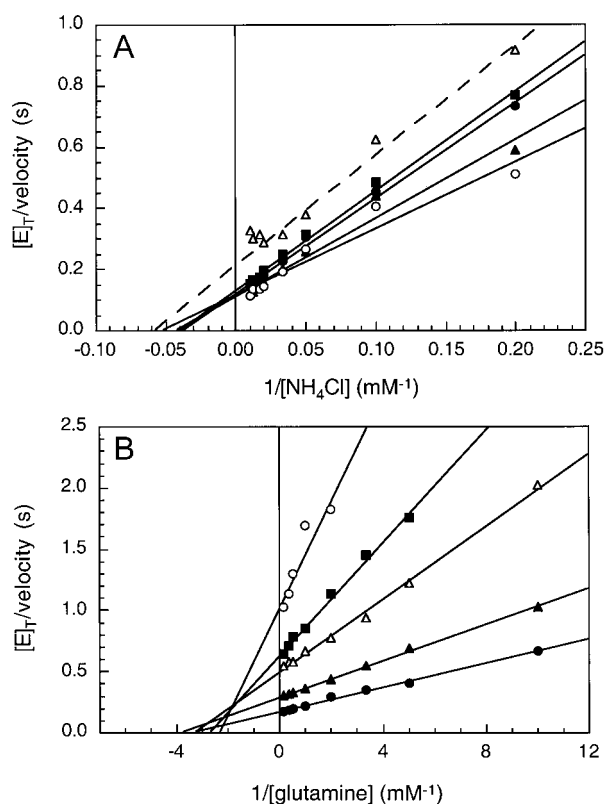 A
[E]T/velocity (s)
1.0
0.8
0.6
0.4
0.2
0.0
-0.10 -0.05 0.00 0.05 0.10 0.15 0.20 0.25
1/[NH4Cl] (mM-1)
B
[E]T/velocity (s)
2.5
2.0
1.5
1.0
0.5
0.0
-4 0 4 8 12
1/[glutamine] (mM-1)